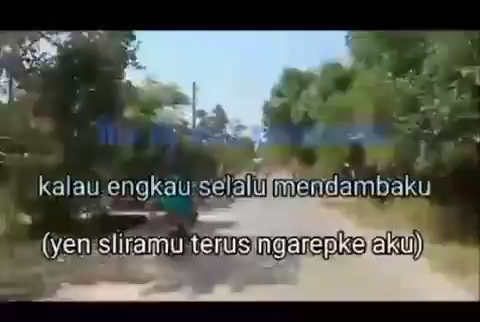 kalau engkau selalu mendambaku
(yen sliramu terus ngarepke aku)